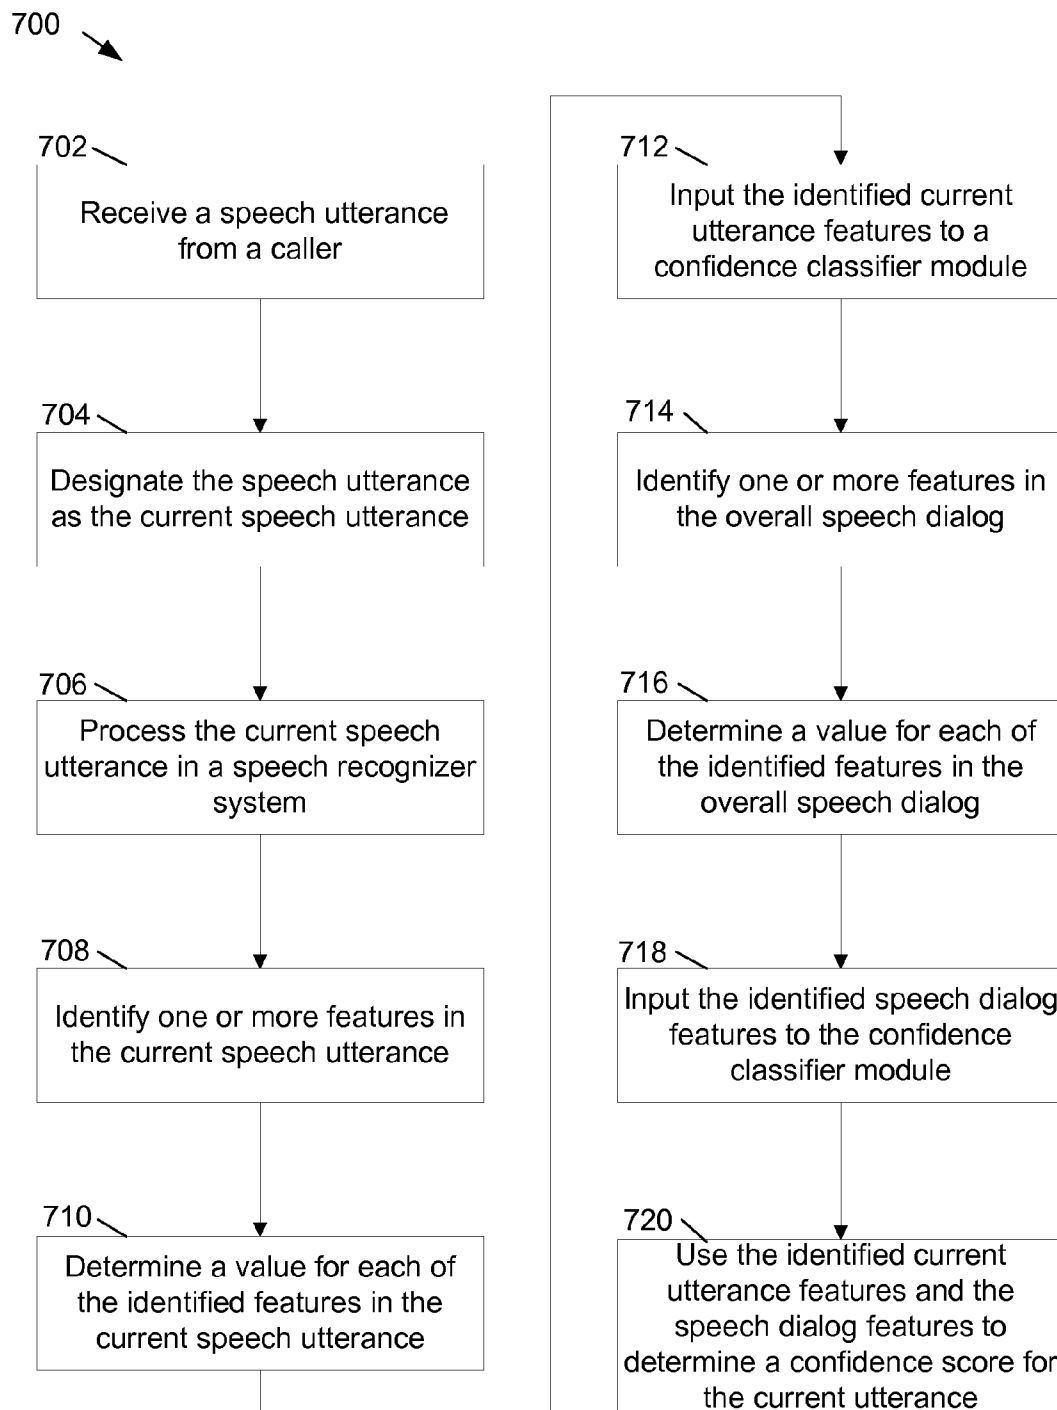 700
702
Receive a speech utterance
from a caller
704
Designate the speech utterance
as the current speech utterance
706
Process the current speech
utterance in a speech recognizer
system
708
Identify one or more features in
the current speech utterance
710
Determine a value for each of
the identified features in the
current speech utterance
712
Input the identified current
utterance features to a
confidence classifier module
714
Identify one or more features in
the overall speech dialog
716
Determine a value for each of
the identified features in the
overall speech dialog
718
Input the identified speech dialog
features to the confidence
classifier module
720
Use the identified current
utterance features and the
speech dialog features to
determine a confidence score for
the current utterance